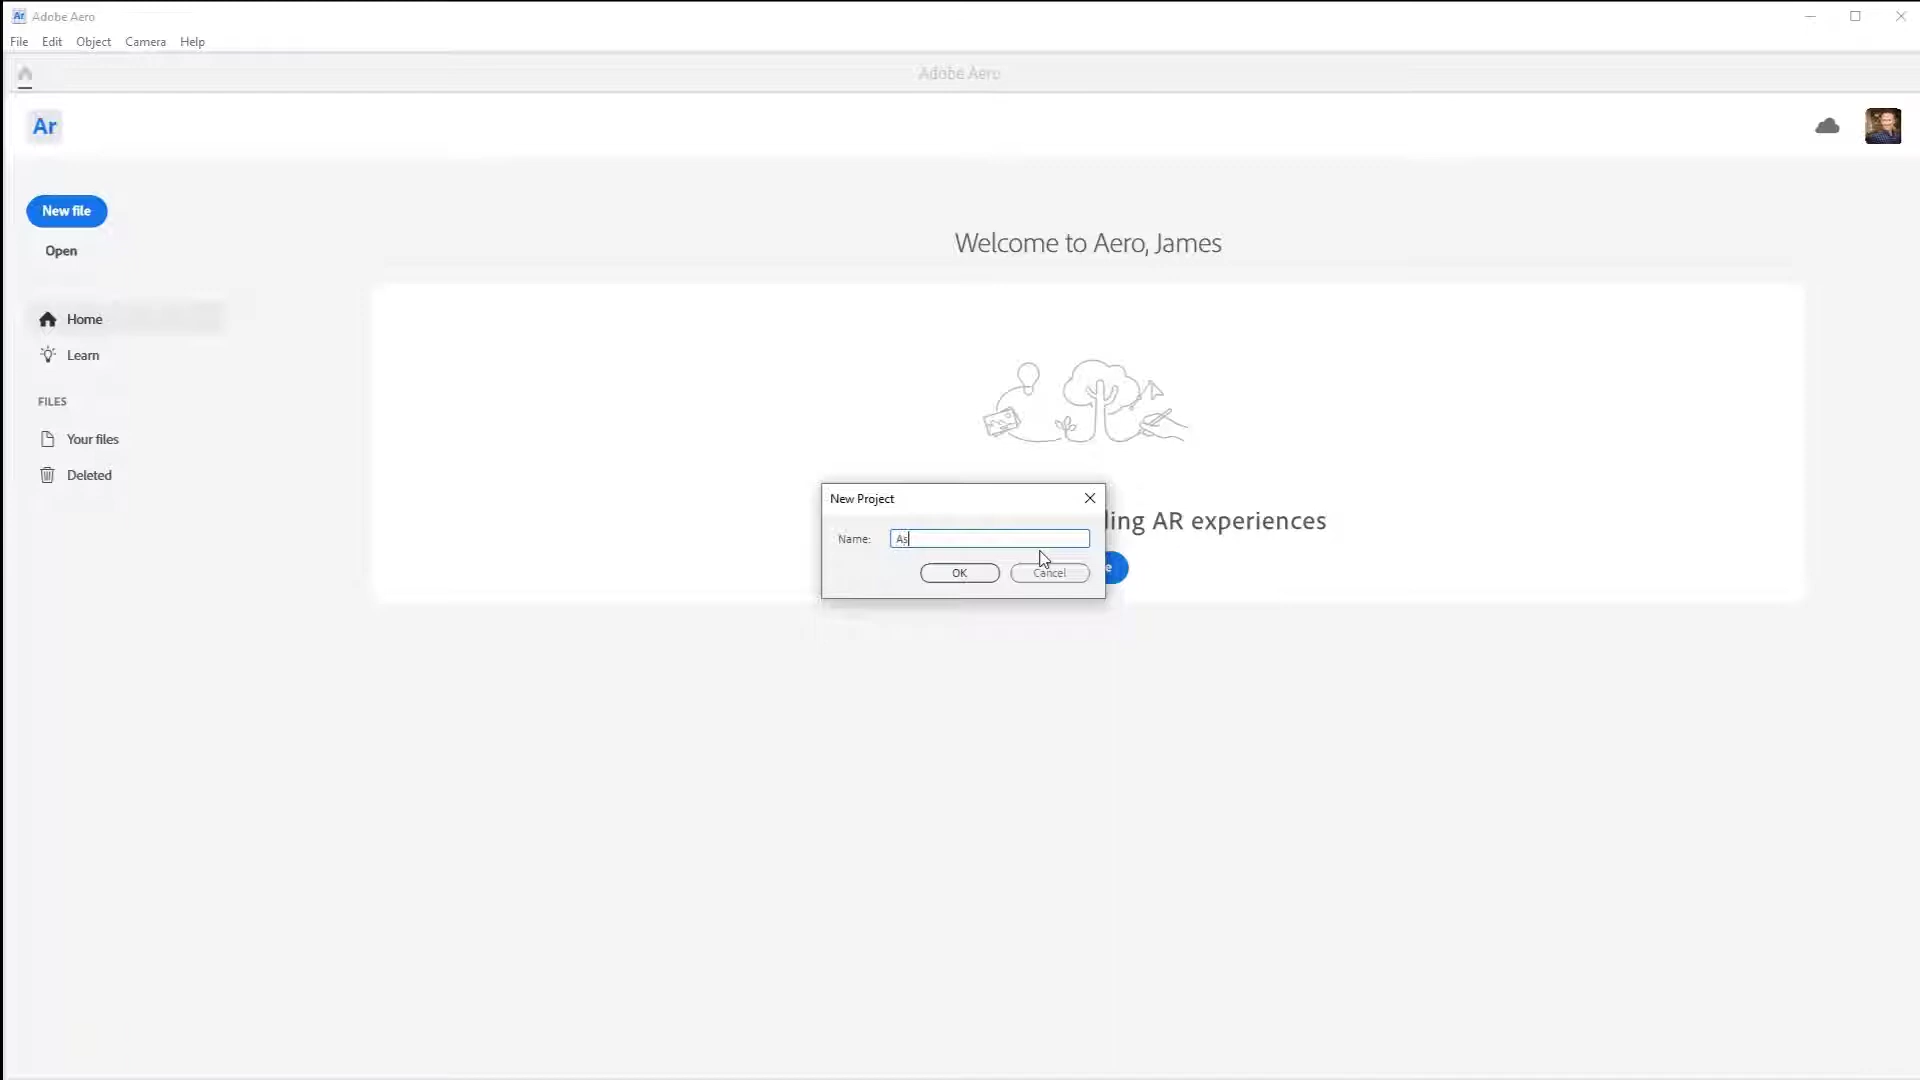 Ar Adobe Aero
File Edit Object Camera Help
Adobe Aero
Ar
New file
Open
Welcome to Aero, James
Home
Learn
FILES
Your files
Deleted
New Project
ling AR experiences
Name: As
e
OK Cancel